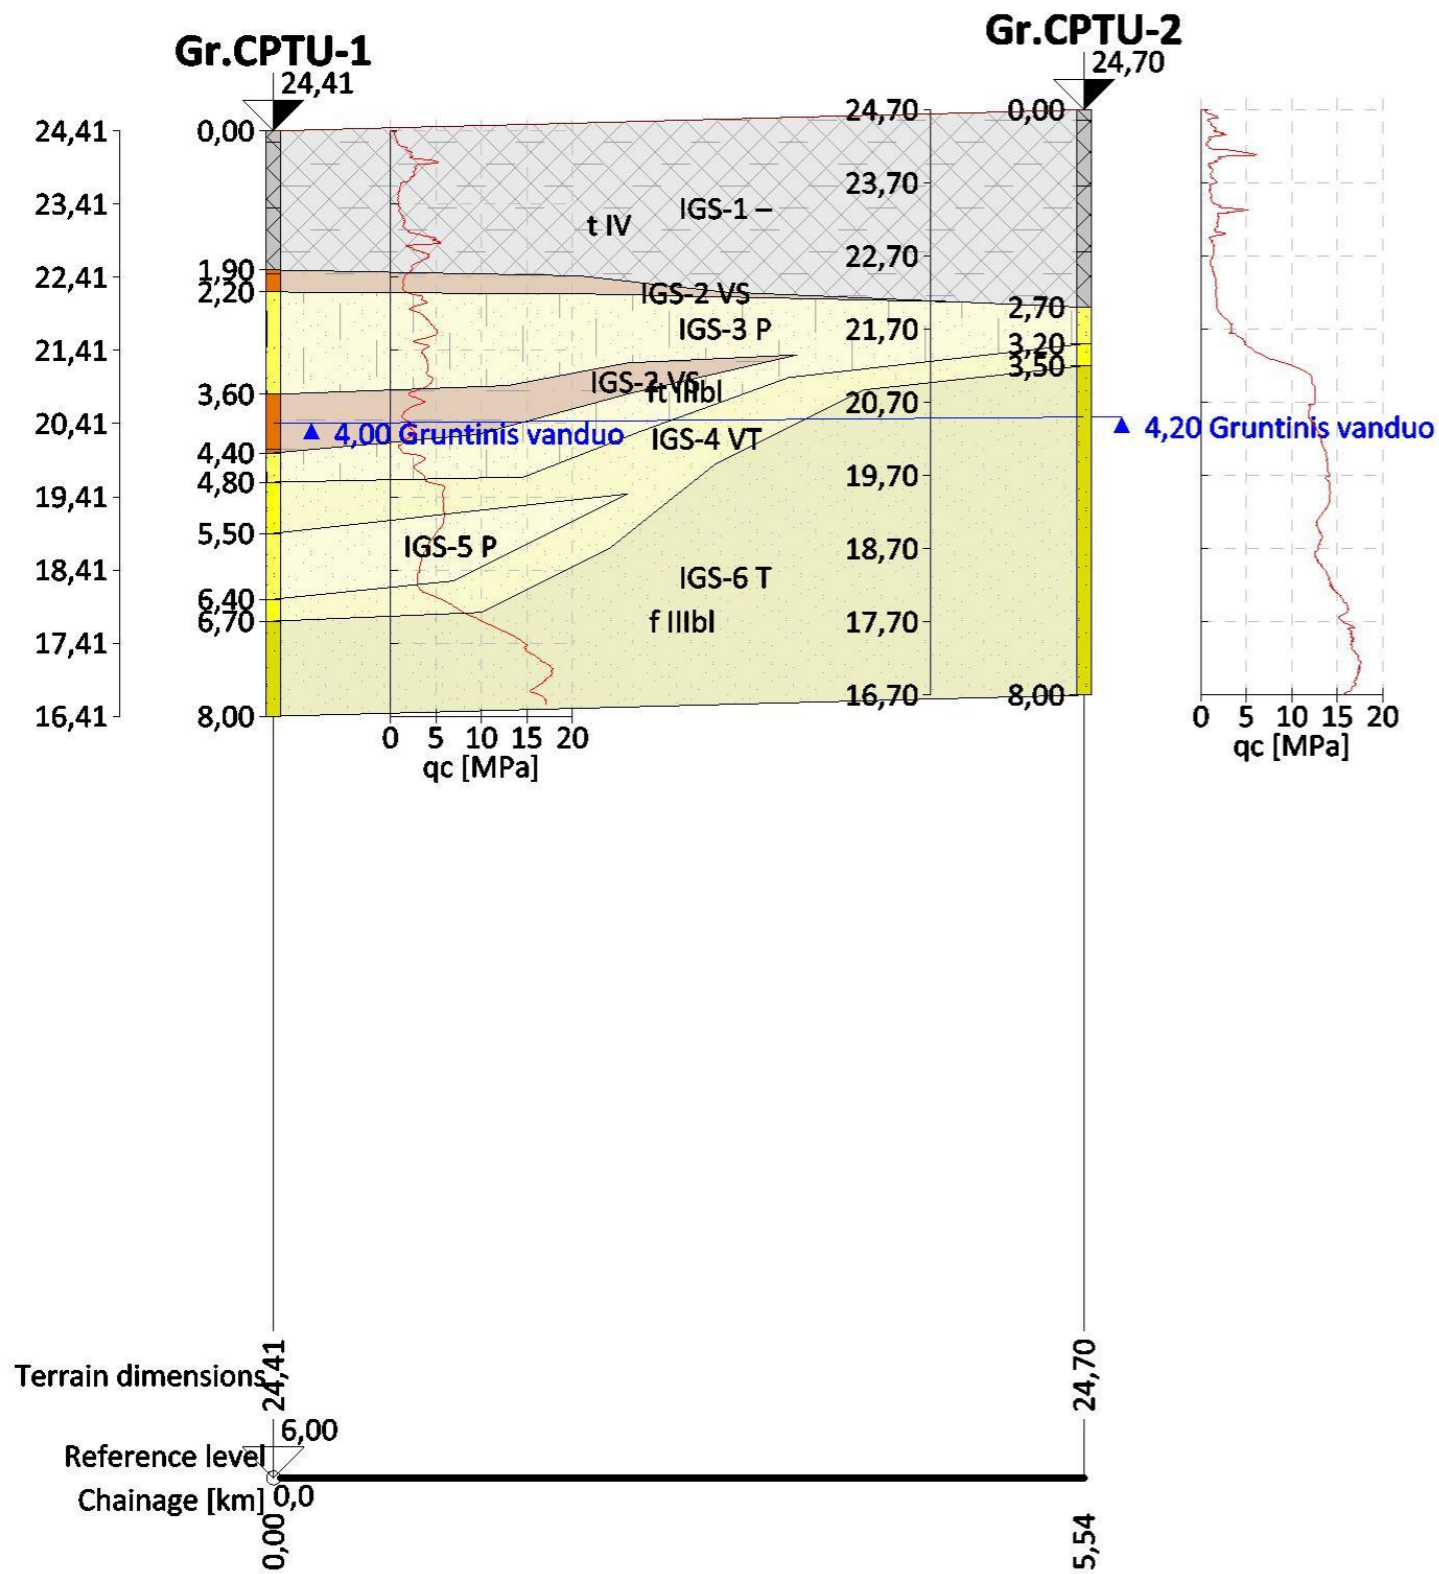 Gr.CPTU-1
24,41
Gr.CPTU-2
24,70
24,41
23,41
22,41
21,41
20,41
19,41
18,41
17,41
16,41
0,00
1,90
2,20
3,60
4,40
4,80
5,50
6,40
6,70
8,00
t IV
IGS-1 –
IGS-2 VS
IGS-3 P
IGS-2 VS
ft IIIbl
4,00 Gruntinis vanduo
IGS-4 VT
IGS-5 P
IGS-6 T
f IIIbl
0 5 10 15 20
qc [MPa]
24,70
23,70
22,70
21,70
20,70
19,70
18,70
17,70
16,70
0,00
2,70
3,20
3,50
8,00
4,20 Gruntinis vanduo
0 5 10 15 20
qc [MPa]
Terrain dimensions
24,41
24,70
6,00
Reference level
Chainage [km] 0,0
0,00
5,54